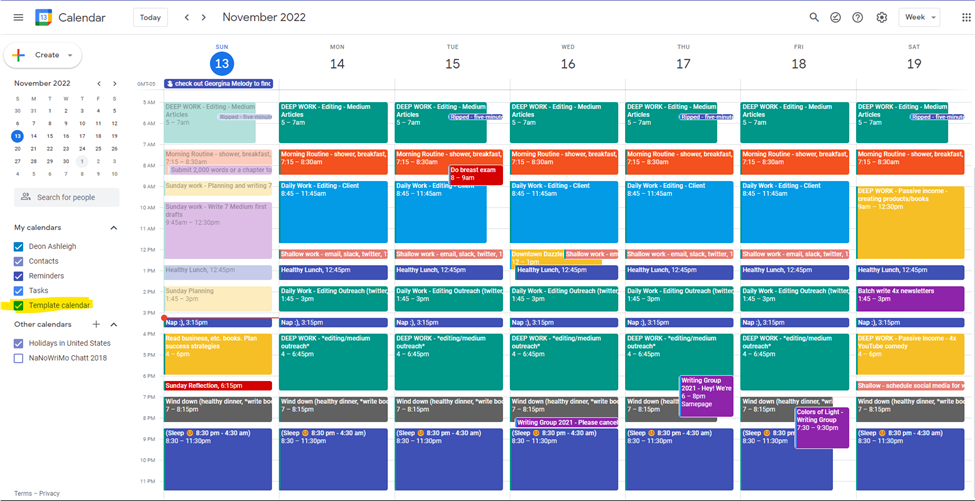 Calendar
Today
November 2022
Week
Create
November 2022
S M T W T F S
30 31 1 2 3 4 5
6 7 8 9 10 11 12
13 14 15 16 17 18 19
20 21 22 23 24 25 26
27 28 29 30 1 2 3
4 5 6 7 8 9 10
Search for people
My calendars
Deon Ashleigh
Contacts
Reminders
Tasks
Template calendar
Other calendars
Holidays in United States
NaNoWriMo Chatt 2018
Terms – Privacy
GMT-05
5 AM
6 AM
7 AM
8 AM
9 AM
10 AM
11 AM
12 PM
1 PM
2 PM
3 PM
4 PM
5 PM
6 PM
7 PM
8 PM
9 PM
10 PM
11 PM
SUN
13
check out Georgina Melody to find
DEEP WORK - Editing - Medium
Articles
5 – 7am
Ripped - five-minute
Morning Routine - shower, breakfast,
7:15 – 8:30am
Submit 2,000 words or a chapter to
Sunday work - Planning and writing 7
Sunday work - Write 7 Medium first
drafts
9:45am – 12:30pm
Healthy Lunch, 12:45pm
Sunday Planning
1:45 – 3pm
Nap :), 3:15pm
Read business, etc. books. Plan
success strategies
4 – 6pm
Sunday Reflection, 6:15pm
Wind down (healthy dinner, *write boo
7 – 8:15pm
(Sleep 😴 8:30 pm - 4:30 am)
8:30 – 11:30pm
MON
14
DEEP WORK - Editing - Medium
Articles
5 – 7am
Morning Routine - shower, breakfast,
7:15 – 8:30am
Daily Work - Editing - Client
8:45 – 11:45am
Shallow work - email, slack, twitter, 1
Healthy Lunch, 12:45pm
Daily Work - Editing Outreach (twitter,
1:45 – 3pm
Nap :), 3:15pm
DEEP WORK - *editing/medium
outreach*
4 – 6:45pm
Wind down (healthy dinner, *write boo
7 – 8:15pm
(Sleep 😴 8:30 pm - 4:30 am)
8:30 – 11:30pm
TUE
15
DEEP WORK - Editing - Medium
Articles
5 – 7am
Ripped - five-minute
Morning Routine - shower, breakfast,
7:15 – 8:30am
Do breast exam
8 – 9am
Daily Work - Editing - Client
8:45 – 11:45am
Shallow work - email, slack, twitter, 1
Healthy Lunch, 12:45pm
Daily Work - Editing Outreach (twitter,
1:45 – 3pm
Nap :), 3:15pm
DEEP WORK - *editing/medium
outreach*
4 – 6:45pm
Wind down (healthy dinner, *write boo
7 – 8:15pm
(Sleep 😴 8:30 pm - 4:30 am)
8:30 – 11:30pm
WED
16
DEEP WORK - Editing - Medium
Articles
5 – 7am
Morning Routine - shower, breakfast,
7:15 – 8:30am
Daily Work - Editing - Client
8:45 – 11:45am
Downtown Dazzle
12 – 1pm
Shallow work - em
Healthy Lunch, 12:45pm
Daily Work - Editing Outreach (twitter,
1:45 – 3pm
Nap :), 3:15pm
DEEP WORK - *editing/medium
outreach*
4 – 6:45pm
Wind down (healthy dinner, *write boo
7 – 8:15pm
Writing Group 2021 - Please cancel
(Sleep 😴 8:30 pm - 4:30 am)
8:30 – 11:30pm
THU
17
DEEP WORK - Editing - Medium
Articles
5 – 7am
Ripped - five-minute
Morning Routine - shower, breakfast,
7:15 – 8:30am
Daily Work - Editing - Client
8:45 – 11:45am
Shallow work - email, slack, twitter, 1
Healthy Lunch, 12:45pm
Batch write 4x newsletters
1:45 – 3pm
Nap :), 3:15pm
DEEP WORK - *editing/medium
outreach*
4 – 6:45pm
Writing Group
2021 - Hey! We're
6 – 8pm
Samepage
Wind down (healthy
7 – 8:15pm
(Sleep 😴 8:30 pm - 4:30 am)
8:30 – 11:30pm
FRI
18
DEEP WORK - Editing - Medium
Articles
5 – 7am
Morning Routine - shower, breakfast,
7:15 – 8:30am
Daily Work - Editing - Client
8:45 – 11:45am
Shallow work - email, slack, twitter, 1
Healthy Lunch, 12:45pm
Daily Work - Editing Outreach (twitter,
1:45 – 3pm
Nap :), 3:15pm
DEEP WORK - *editing/medium
outreach*
4 – 6:45pm
Wind down (healthy dinner, *wr
7 – 8:15pm
Colors of Light -
Writing Group
7:30 – 9:30pm
(Sleep 😴 8:30 pm - 4:30 am)
8:30 – 11:30pm
SAT
19
DEEP WORK - Editing - Medium
Articles
5 – 7am
Ripped - five-minute
Morning Routine - shower, breakfast,
7:15 – 8:30am
DEEP WORK - Passive income -
creating products/books
9am – 12:30pm
Healthy Lunch, 12:45pm
Daily Work - Editing Outreach (twitter,
1:45 – 3pm
Nap :), 3:15pm
DEEP WORK - Passive income - 4x
YouTube comedy
4 – 6pm
Shallow - schedule social media for w
Wind down (healthy dinner, *write boo
7 – 8:15pm
(Sleep 😴 8:30 pm - 4:30 am)
8:30 – 11:30pm